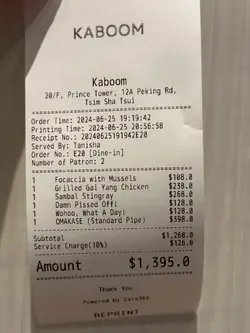 KABOOM
Kaboom
20/F, Prince Tower, 12A Peking Rd,
Tsim Sha Tsui
Order Time: 2024-06-25 19:19:42
Printing Time: 2024-06-25 20:56:58
Receipt No.: 20240625191942E20
Served By: Tanisha
Order No.: E20 [Dine-in]
Number of Patron: 2
1 Focaccia with Mussels $108.0
1 Grilled Gai Yang Chicken $238.0
1 Sambal Stingray $268.0
1 Damn Pissed Off! $128.0
1 Wohoo, What A Day! $128.0
1 OMAKASE (Standard Pipe) $398.0
Subtotal $1,268.0
Service Charge(10%) $126.8
Amount $1,395.0
Thank You
Powered by
REPRINT